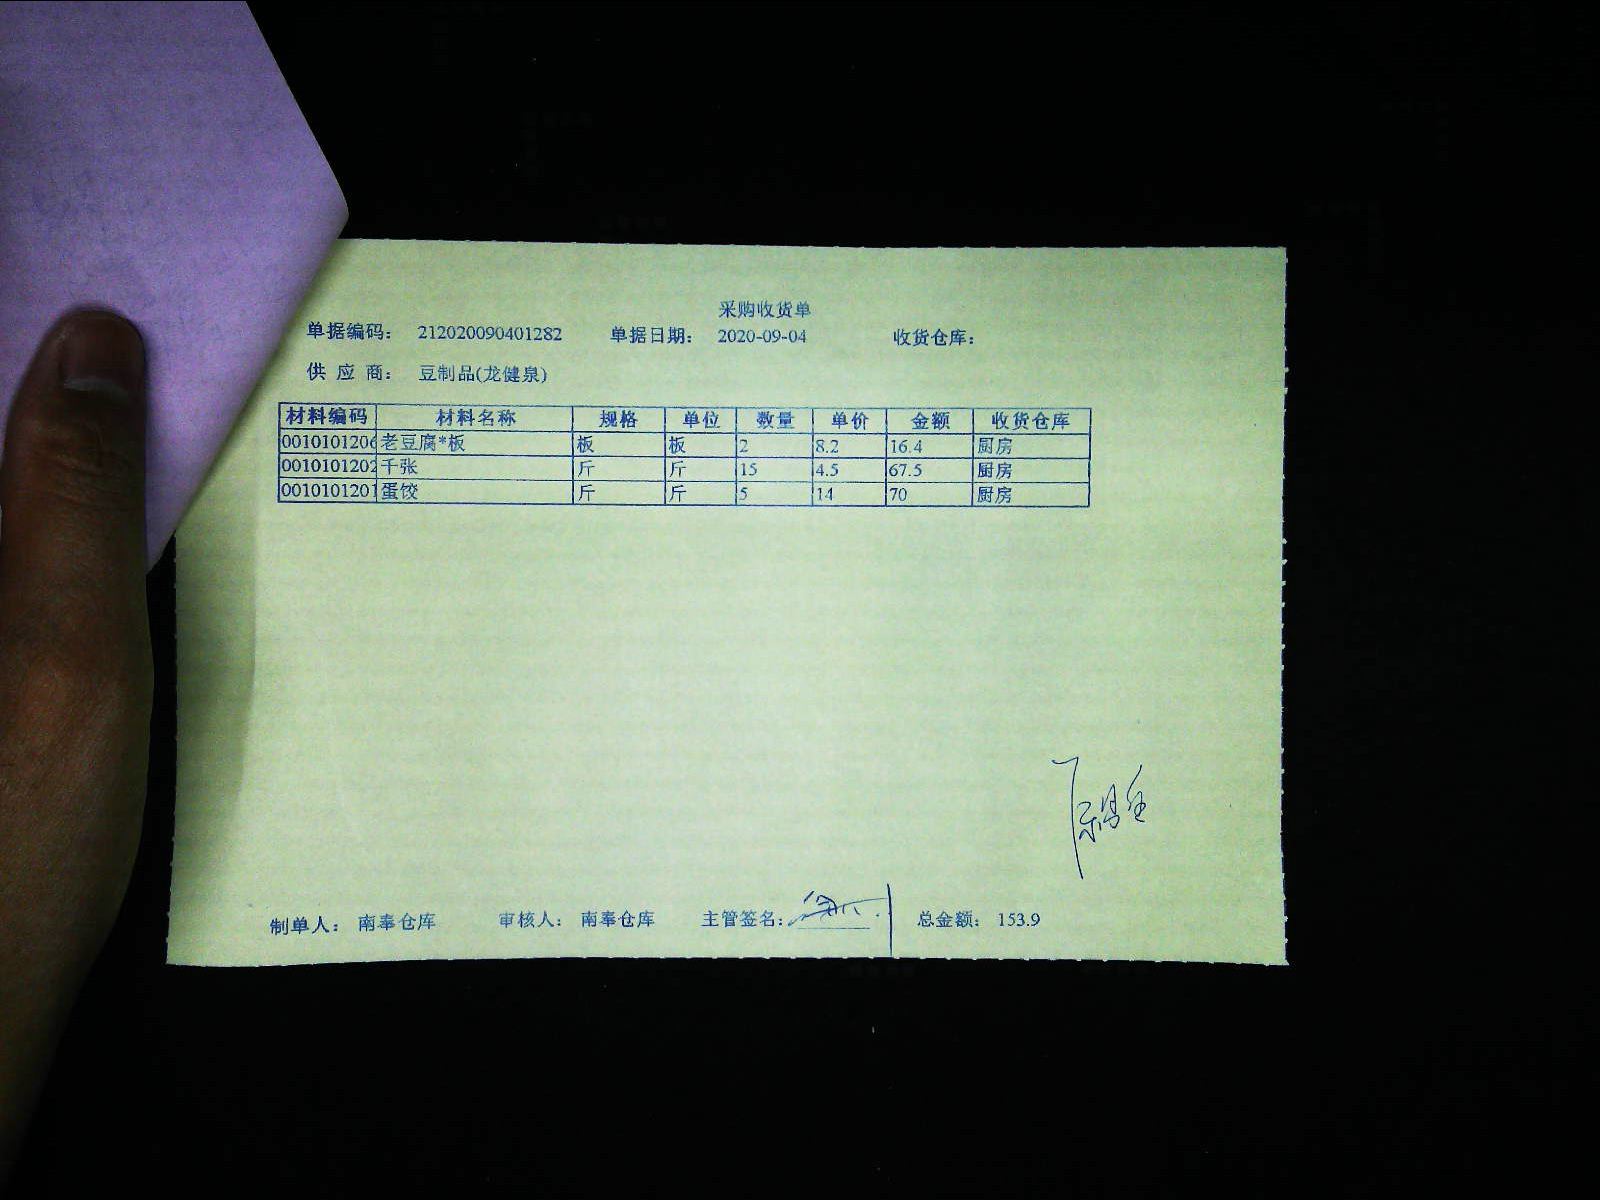 采购收货单
单据编码： 212020090401282 单据日期： 2020-09-04 收货仓库：
供 应 商： 豆制品(龙健泉)
材料编码 材料名称 规格 单位 数量 单价 金额 收货仓库
0010101206 老豆腐*板 板 板 2 8.2 16.4 厨房
0010101202 千张 斤 斤 15 4.5 67.5 厨房
0010101201 蛋饺 斤 斤 5 14 70 厨房
制单人： 南奉仓库 审核人： 南奉仓库 主管签名： 总金额： 153.9